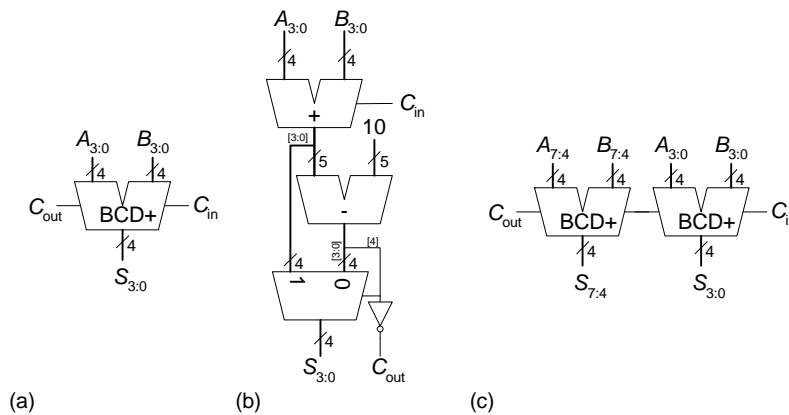 A3:0 B3:0
4 4
+
Cin
[3:0]
10
5 5
-
[3:0] [4]
4 4
1 0
4
S3:0
Cout
A3:0 B3:0
4 4
Cout BCD+ Cin
4
S3:0
A7:4 B7:4 A3:0 B3:0
4 4 4 4
Cout BCD+ BCD+ Ci
4 4
S7:4 S3:0
(a) (b) (c)